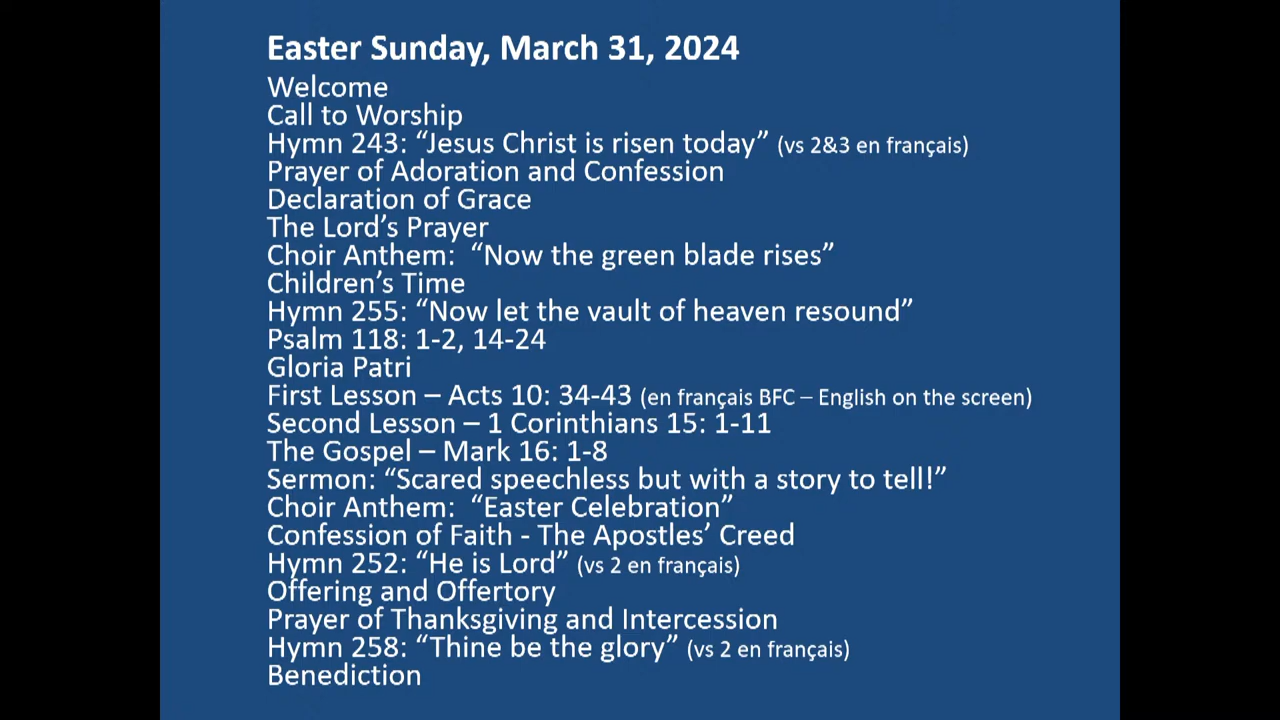 Easter Sunday, March 31, 2024
Welcome
Call to Worship
Hymn 243: “Jesus Christ is risen today” (vs 2&3 en français)
Prayer of Adoration and Confession
Declaration of Grace
The Lord’s Prayer
Choir Anthem:  “Now the green blade rises”
Children’s Time
Hymn 255: “Now let the vault of heaven resound”
Psalm 118: 1-2, 14-24
Gloria Patri
First Lesson – Acts 10: 34-43 (en français BFC – English on the screen)
Second Lesson – 1 Corinthians 15: 1-11
The Gospel – Mark 16: 1-8
Sermon: “Scared speechless but with a story to tell!”
Choir Anthem:  “Easter Celebration”
Confession of Faith - The Apostles’ Creed
Hymn 252: “He is Lord” (vs 2 en français)
Offering and Offertory
Prayer of Thanksgiving and Intercession
Hymn 258: “Thine be the glory” (vs 2 en français)
Benediction